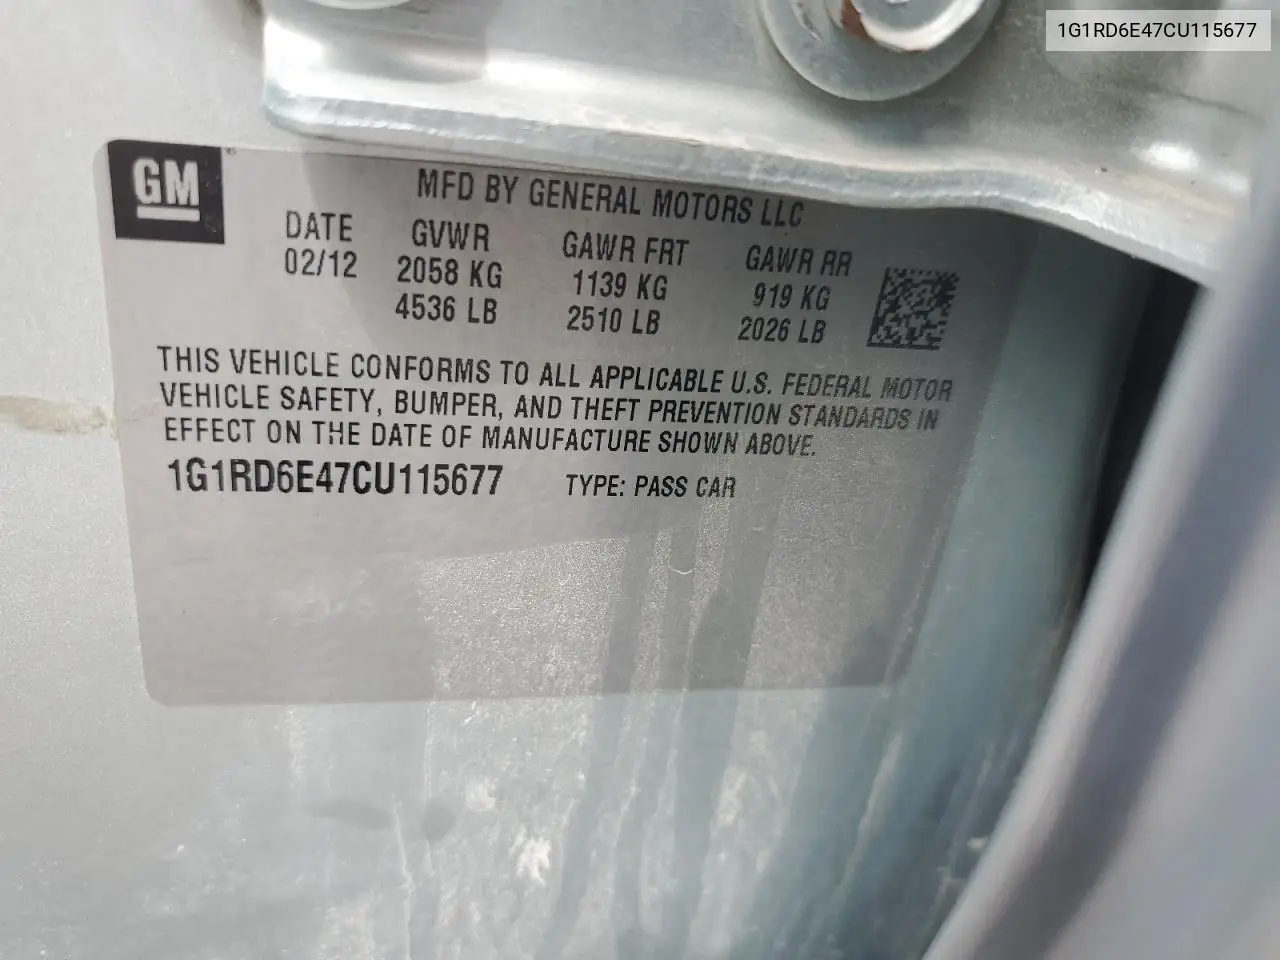 1G1RD6E47CU115677
GM
MFD BY GENERAL MOTORS LLC
DATE GVWR GAWR FRT GAWR RR
02/12 2058 KG 1139 KG 919 KG
4536 LB 2510 LB 2026 LB
THIS VEHICLE CONFORMS TO ALL APPLICABLE U.S. FEDERAL MOTOR
VEHICLE SAFETY, BUMPER, AND THEFT PREVENTION STANDARDS IN
EFFECT ON THE DATE OF MANUFACTURE SHOWN ABOVE.
1G1RD6E47CU115677 TYPE: PASS CAR